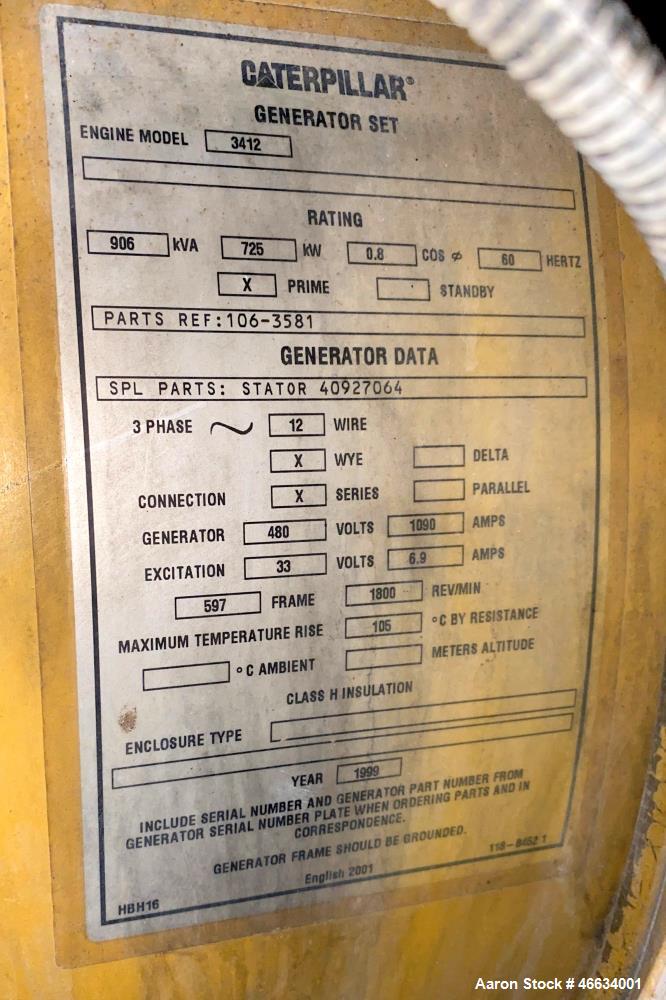 CATERPILLAR®
GENERATOR SET
ENGINE MODEL 3412
RATING
906 kVA 725 kW 0.8 COS ⌀ 60 HERTZ
X PRIME STANDBY
PARTS REF:106-3581
GENERATOR DATA
SPL PARTS: STATOR 40927064
3 PHASE ~ 12 WIRE
X WYE DELTA
CONNECTION X SERIES PARALLEL
GENERATOR 480 VOLTS 1090 AMPS
EXCITATION 33 VOLTS 6.9 AMPS
597 FRAME 1800 REV/MIN
MAXIMUM TEMPERATURE RISE 105 °C BY RESISTANCE
°C AMBIENT METERS ALTITUDE
CLASS H INSULATION
ENCLOSURE TYPE
YEAR 1999
INCLUDE SERIAL NUMBER AND GENERATOR PART NUMBER FROM
GENERATOR SERIAL NUMBER PLATE WHEN ORDERING PARTS AND IN
CORRESPONDENCE.
GENERATOR FRAME SHOULD BE GROUNDED.
HBH16 English 2001 118-8452 1
Aaron Stock # 46634001